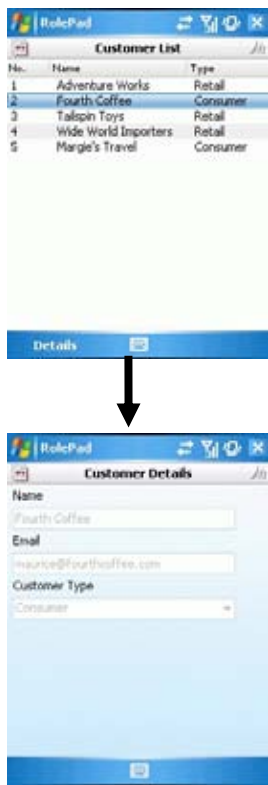 RolePad
Customer List
No. Name Type
1 Adventure Works Retail
2 Fourth Coffee Consumer
3 Tailspin Toys Retail
4 Wide World Importers Retail
5 Margie's Travel Consumer
Details
RolePad
Customer Details
Name
Fourth Coffee
Email
maurice@fourthcoffee.com
Customer Type
Consumer